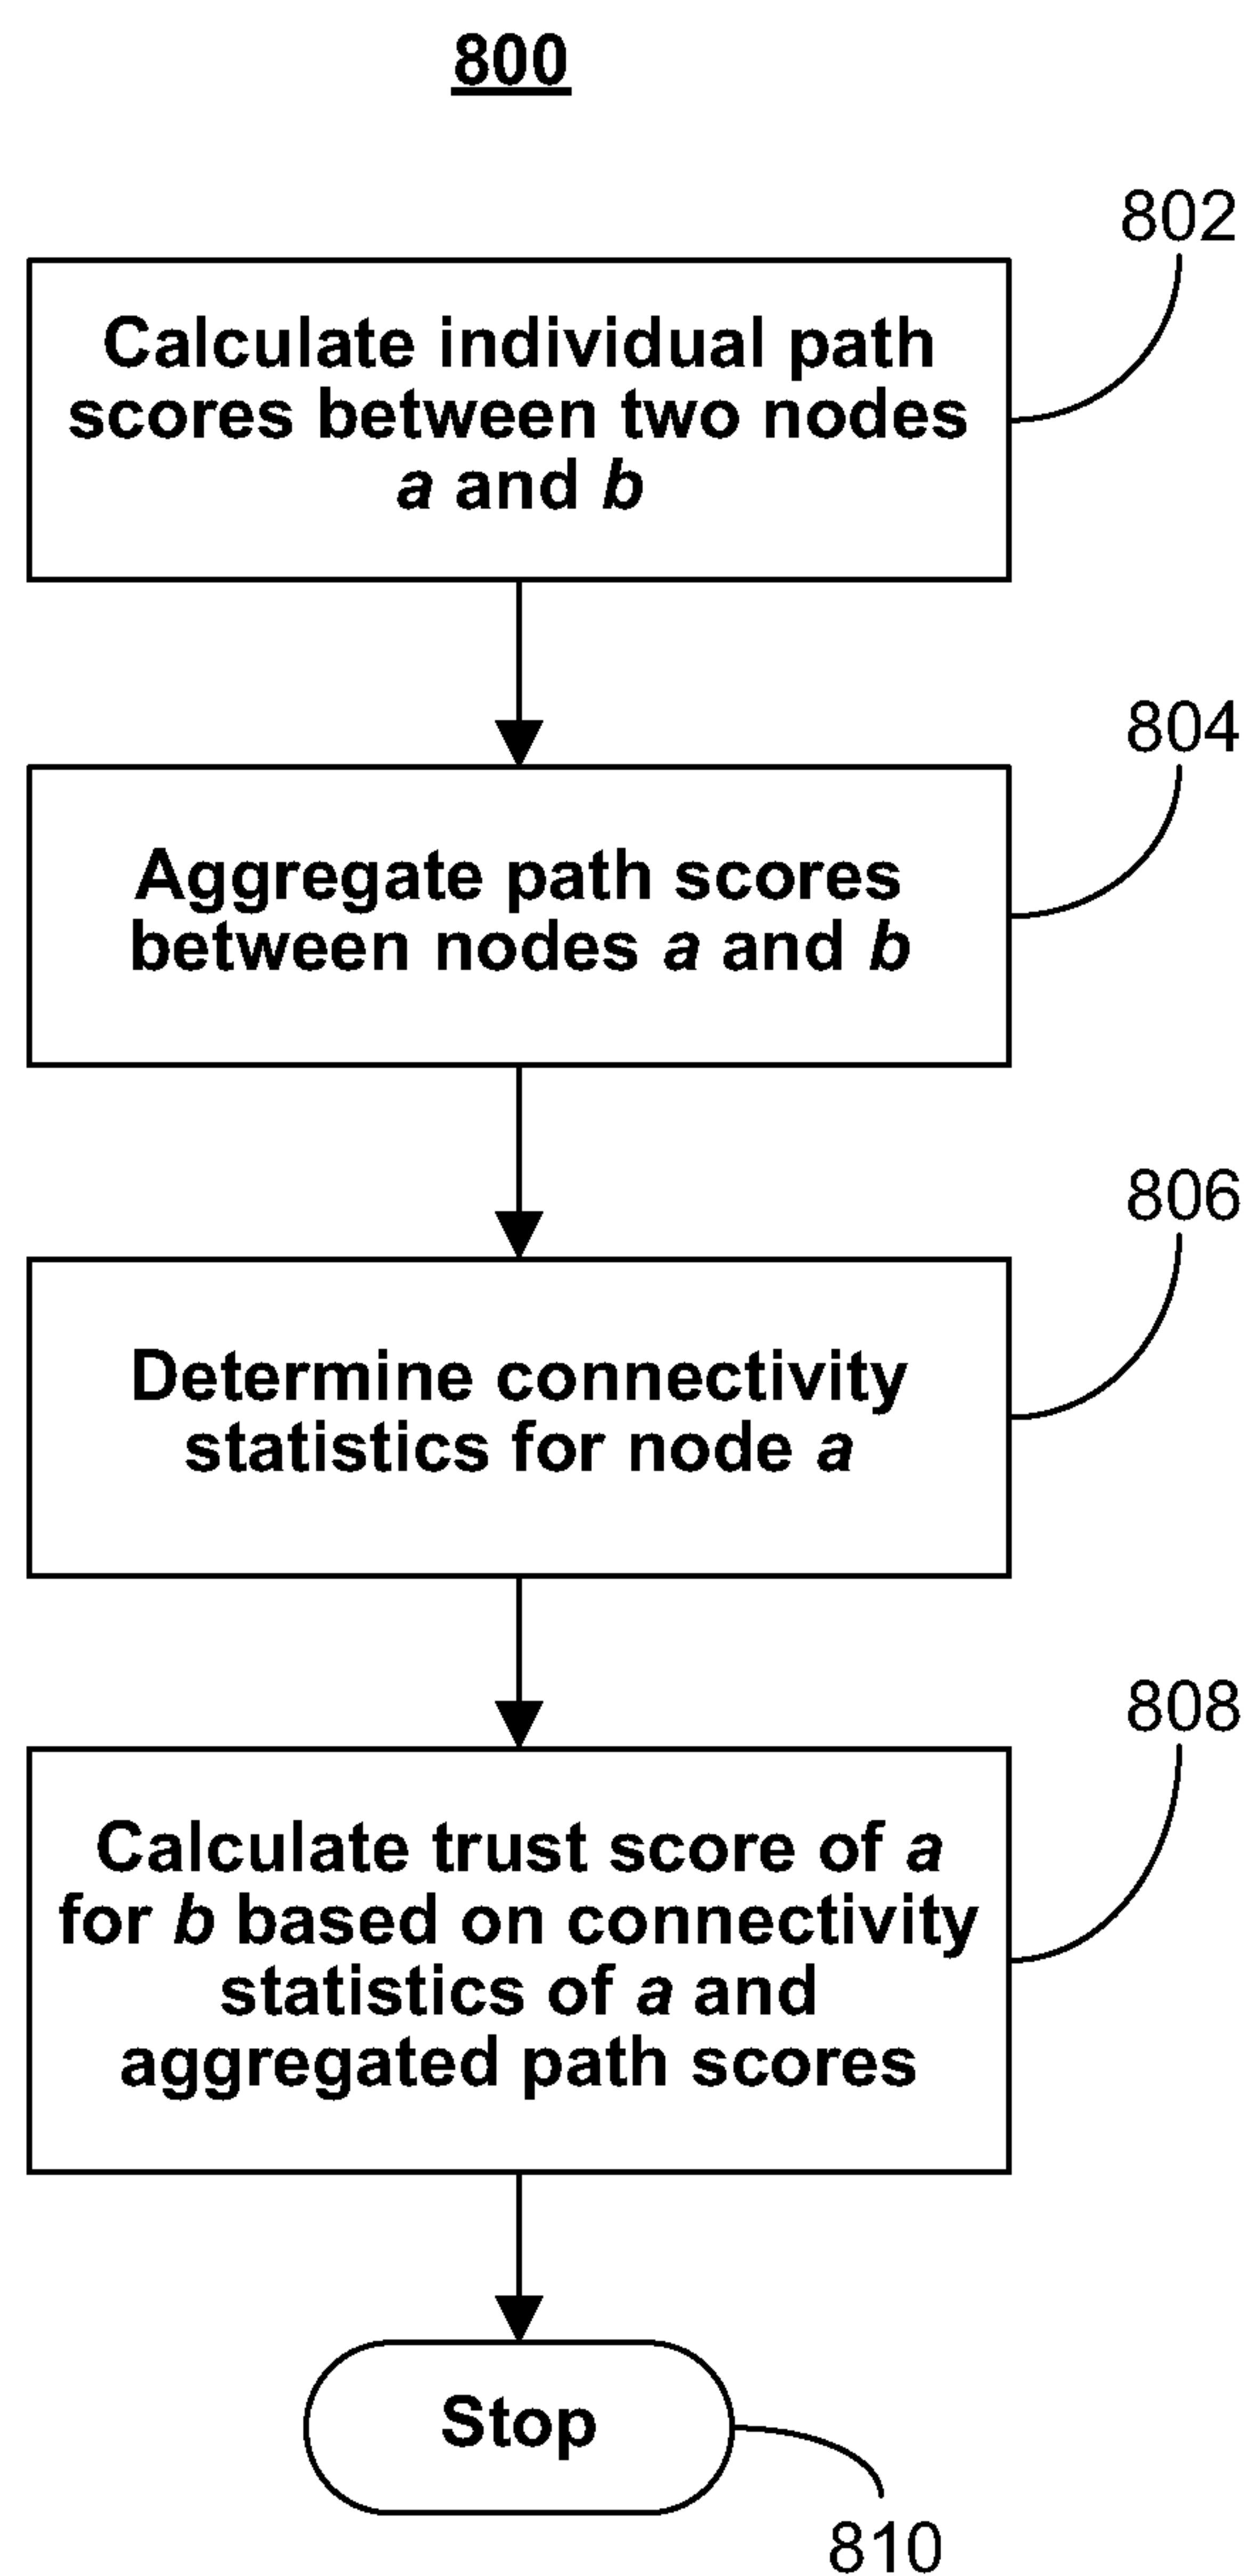 800
802
Calculate individual path
scores between two nodes
a and b
804
Aggregate path scores
between nodes a and b
806
Determine connectivity
statistics for node a
808
Calculate trust score of a
for b based on connectivity
statistics of a and
aggregated path scores
Stop
810